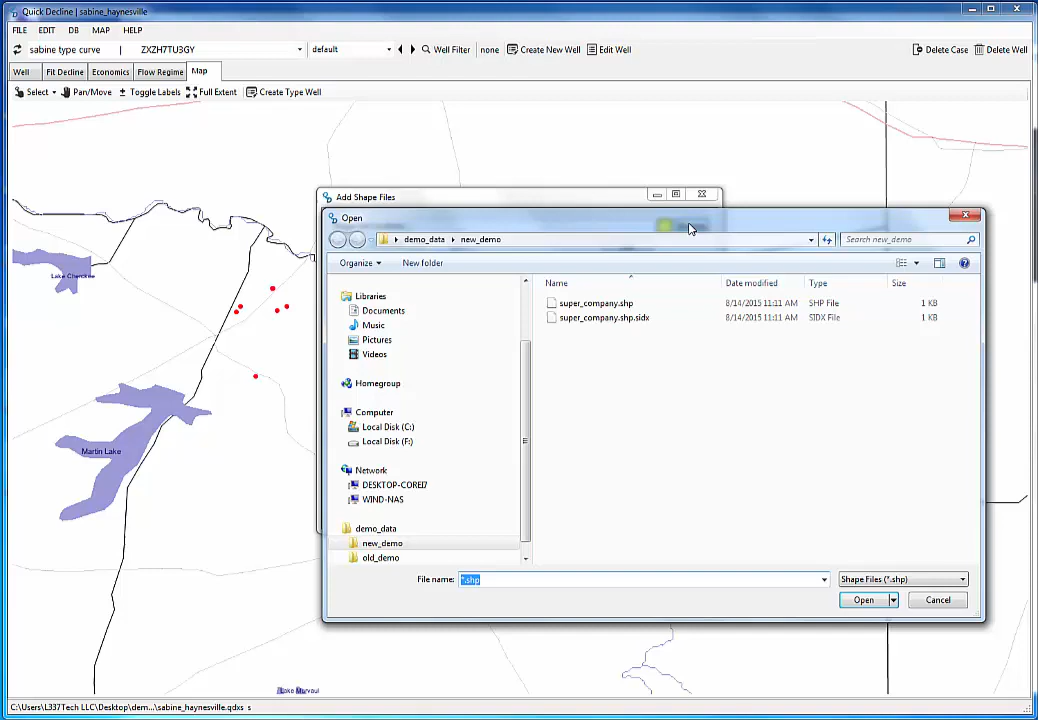 Quick Decline | sabine_haynesville
FILE EDIT DB MAP HELP
sabine type curve | ZXZH7TU3GY default Well Filter none Create New Well Edit Well Delete Case Delete Well
Well Fit Decline Economics Flow Regime Map
Select Pan/Move Toggle Labels Full Extent Create Type Well
Add Shape Files
Open
demo_data new_demo Search new_demo
Organize New folder
Name Date modified Type Size
super_company.shp 8/14/2015 11:11 AM SHP File 1 KB
super_company.shp.sidx 8/14/2015 11:11 AM SIDX File 1 KB
Libraries
Documents
Music
Pictures
Videos
Homegroup
Computer
Local Disk (C:)
Local Disk (F:)
Network
DESKTOP-COREI7
WIND-NAS
demo_data
new_demo
old_demo
File name: *.shp Shape Files (*.shp)
Open Cancel
Lake Cherokee
Martin Lake
Lake Murvaul
C:\Users\L337Tech LLC\Desktop\dem...\sabine_haynesville.qdxs s